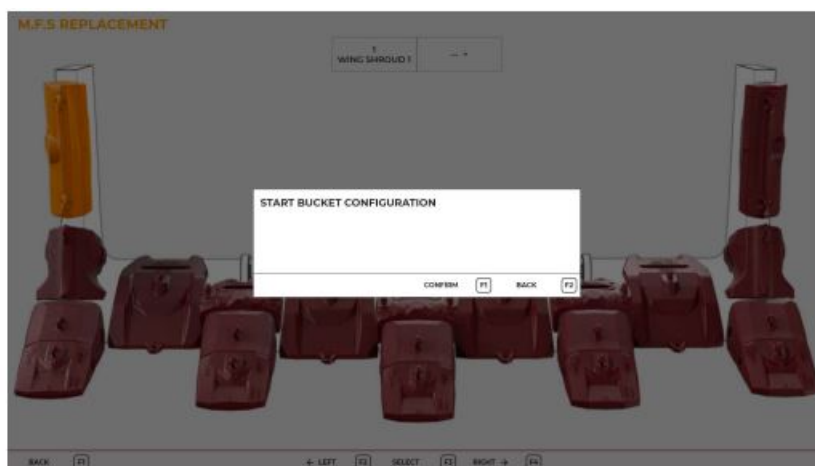 M.F.S REPLACEMENT
1
WING SHROUD 1
START BUCKET CONFIGURATION
CONFIRM F1 BACK F2
BACK F1 ← LEFT F2 SELECT F3 RIGHT → F4